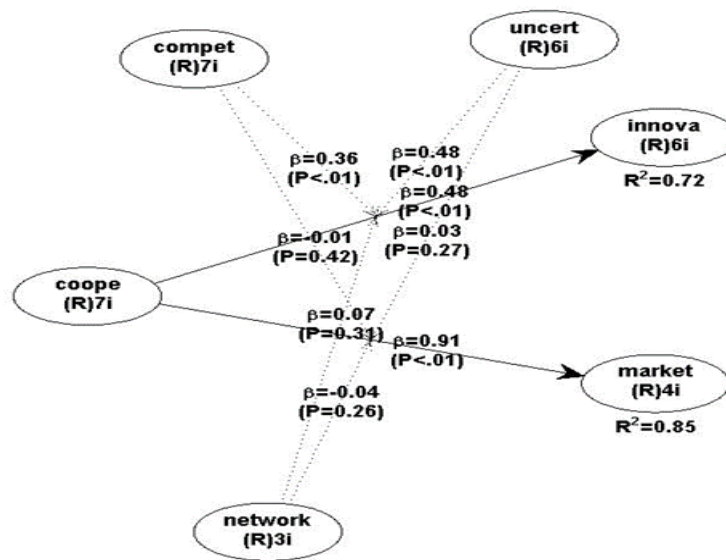 compet
(R)7i
uncert
(R)6i
innova
(R)6i
R²=0.72
β=0.36
(P<.01)
β=0.48
(P<.01)
β=0.48
(P<.01)
β=-0.01
(P=0.42)
β=0.03
(P=0.27)
coope
(R)7i
β=0.07
(P=0.31)
β=0.91
(P<.01)
market
(R)4i
R²=0.85
β=-0.04
(P=0.26)
network
(R)3i